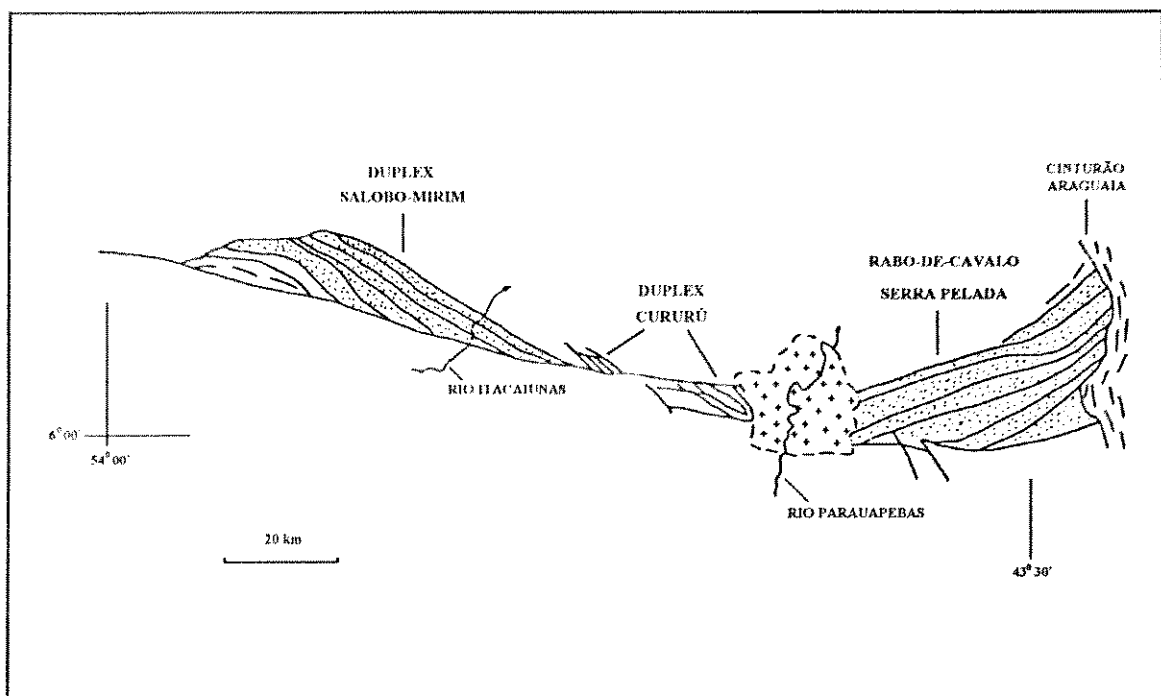 DUPLEX
SALOBO-MIRIM
CINTURÃO
ARAGUAIA
RABO-DE-CAVALO
SERRA PELADA
DUPLEX
CURURÚ
RIO ITACAIUNAS
6°00'
54°00'
RIO PARAUAPEBAS
20 km
43°30'